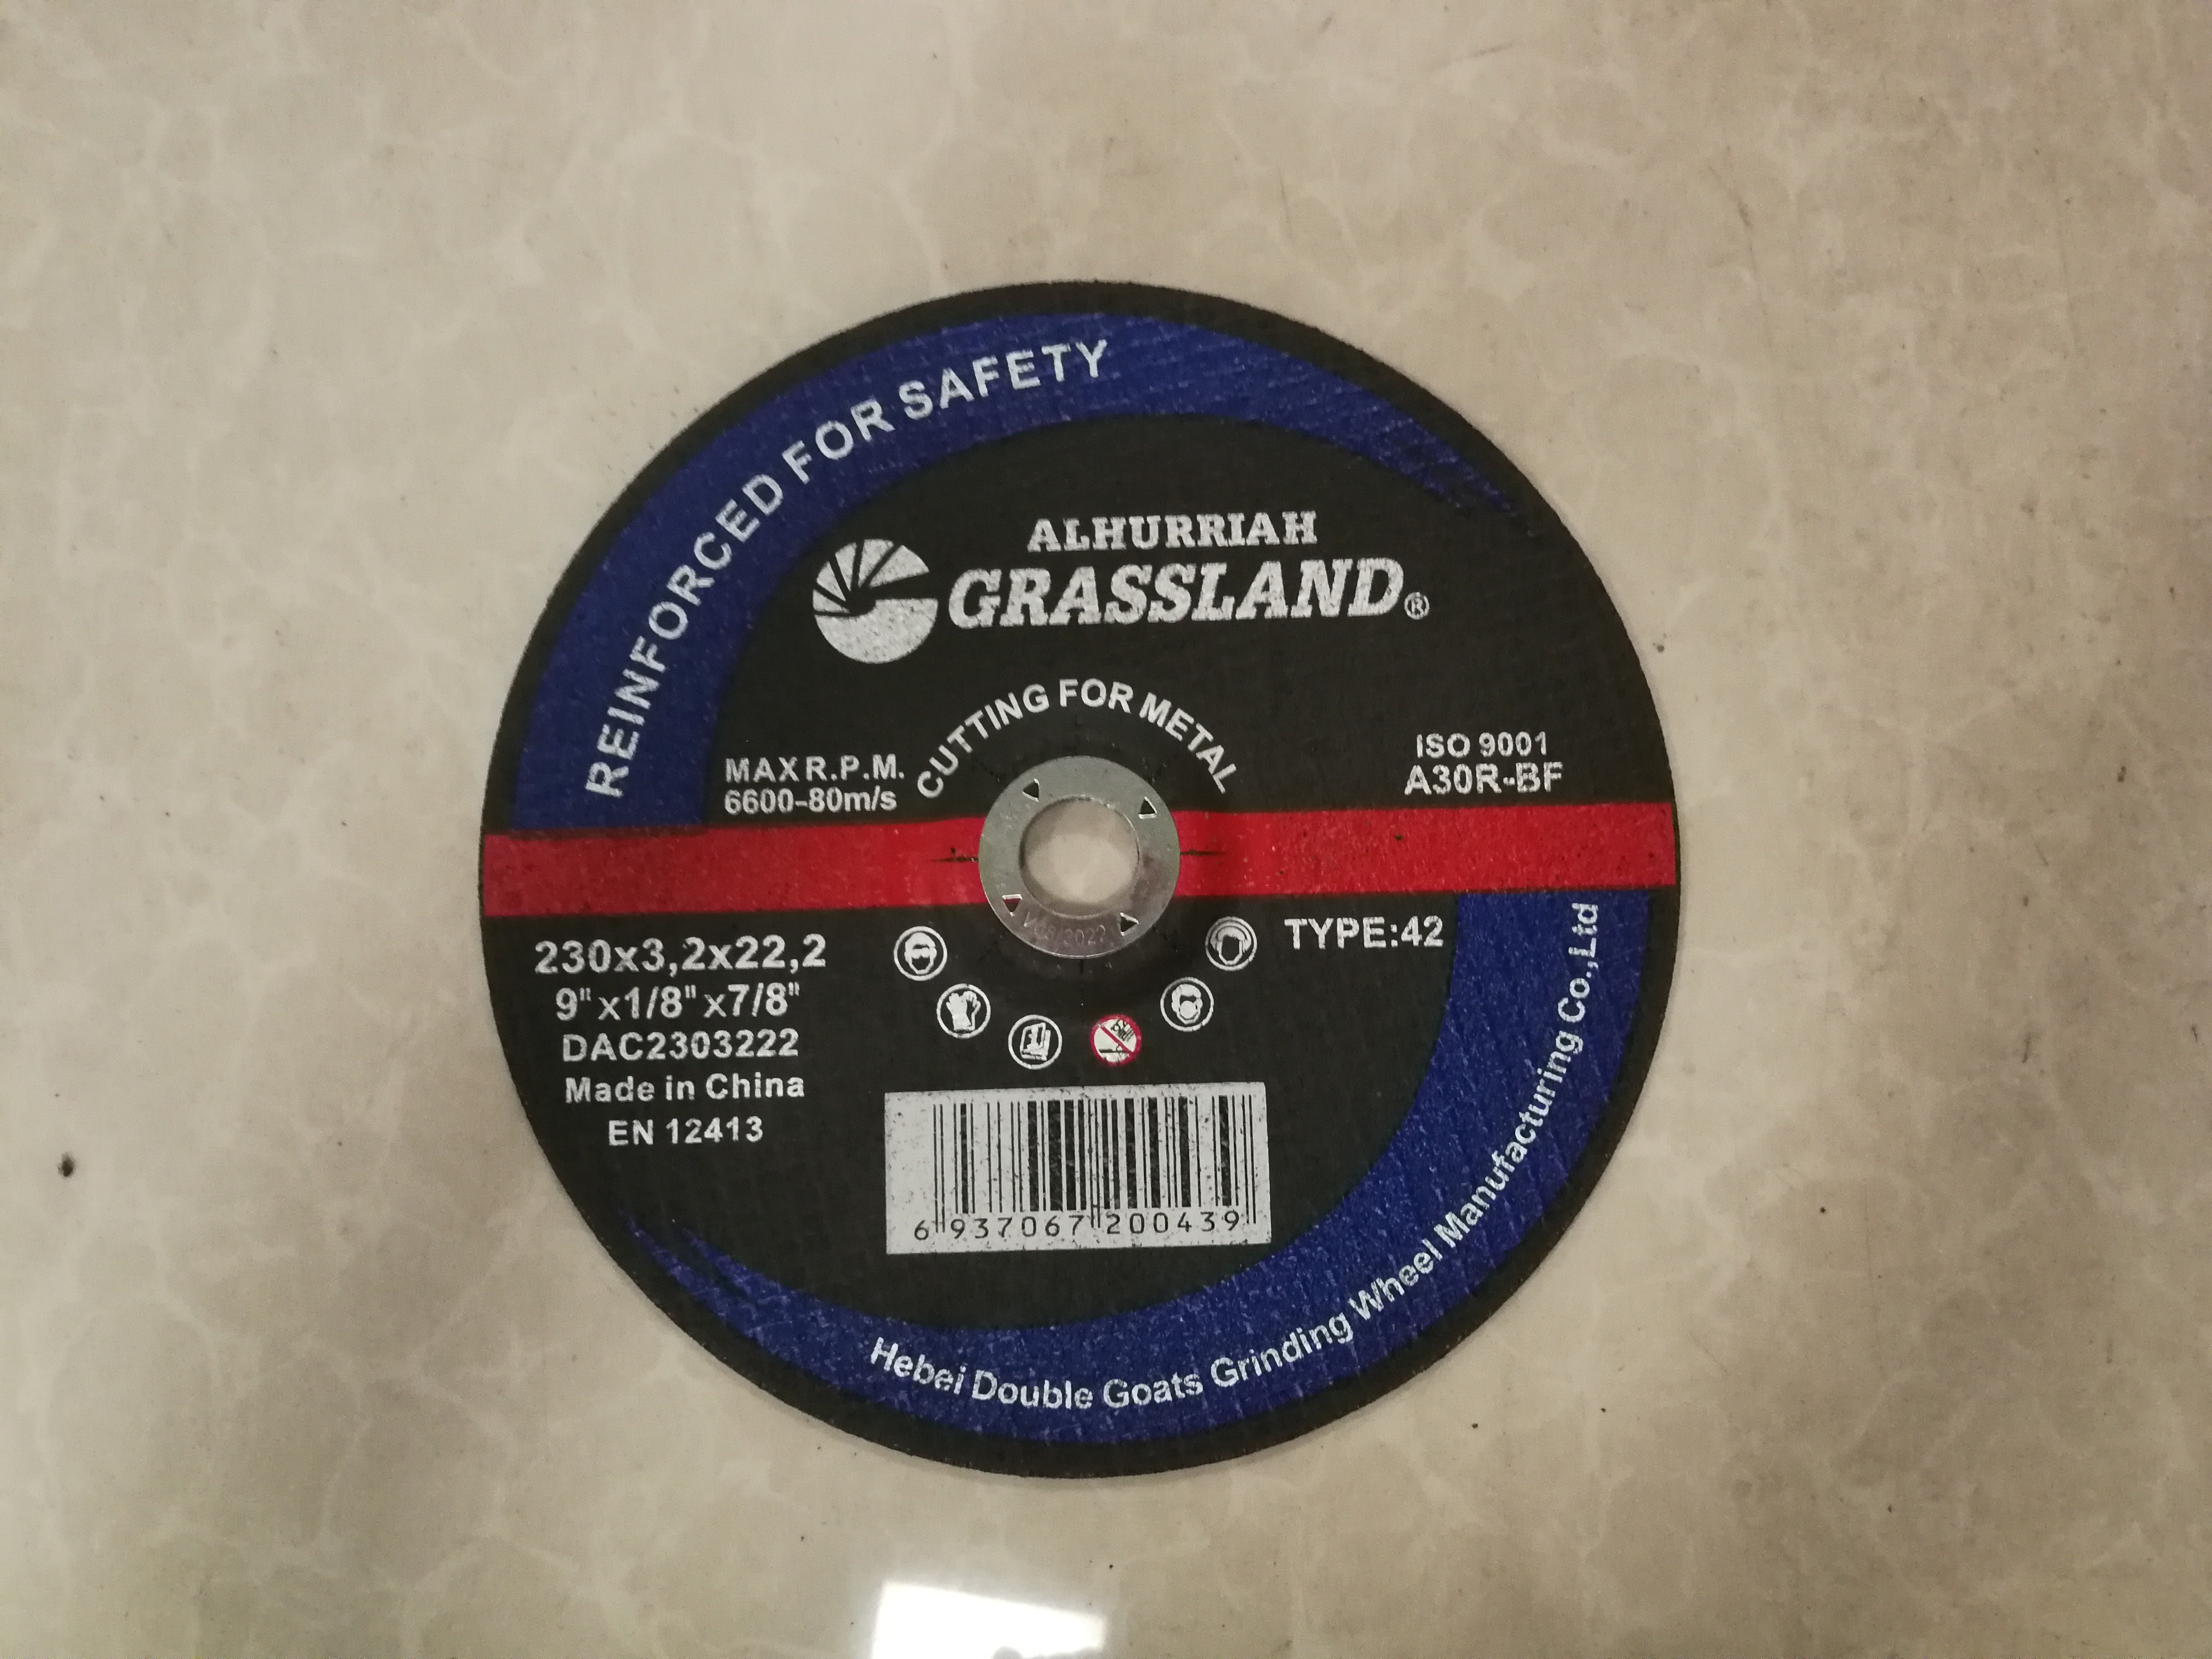 REINFORCED FOR SAFETY
ALHURRIAH
GRASSLAND®
CUTTING FOR METAL
MAX R.P.M.
6600-80m/s
ISO 9001
A30R-BF
TYPE:42
230x3,2x22,2
9"x1/8"x7/8"
DAC2303222
Made in China
EN 12413
6 937067 200439
Hebei Double Goats Grinding Wheel Manufacturing Co.,Ltd